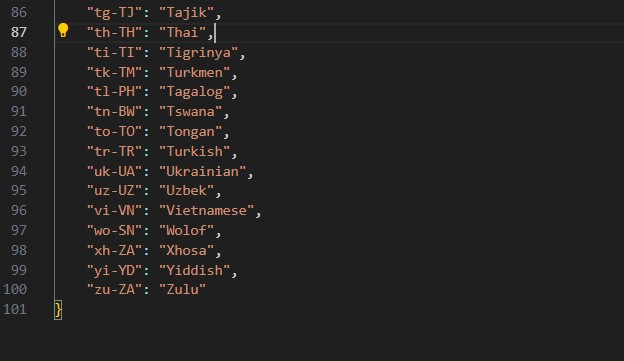 86 "tg-TJ": "Tajik",
87 "th-TH": "Thai",
88 "ti-TI": "Tigrinya",
89 "tk-TM": "Turkmen",
90 "tl-PH": "Tagalog",
91 "tn-BW": "Tswana",
92 "to-TO": "Tongan",
93 "tr-TR": "Turkish",
94 "uk-UA": "Ukrainian",
95 "uz-UZ": "Uzbek",
96 "vi-VN": "Vietnamese",
97 "wo-SN": "Wolof",
98 "xh-ZA": "Xhosa",
99 "yi-YD": "Yiddish",
100 "zu-ZA": "Zulu"
101 }